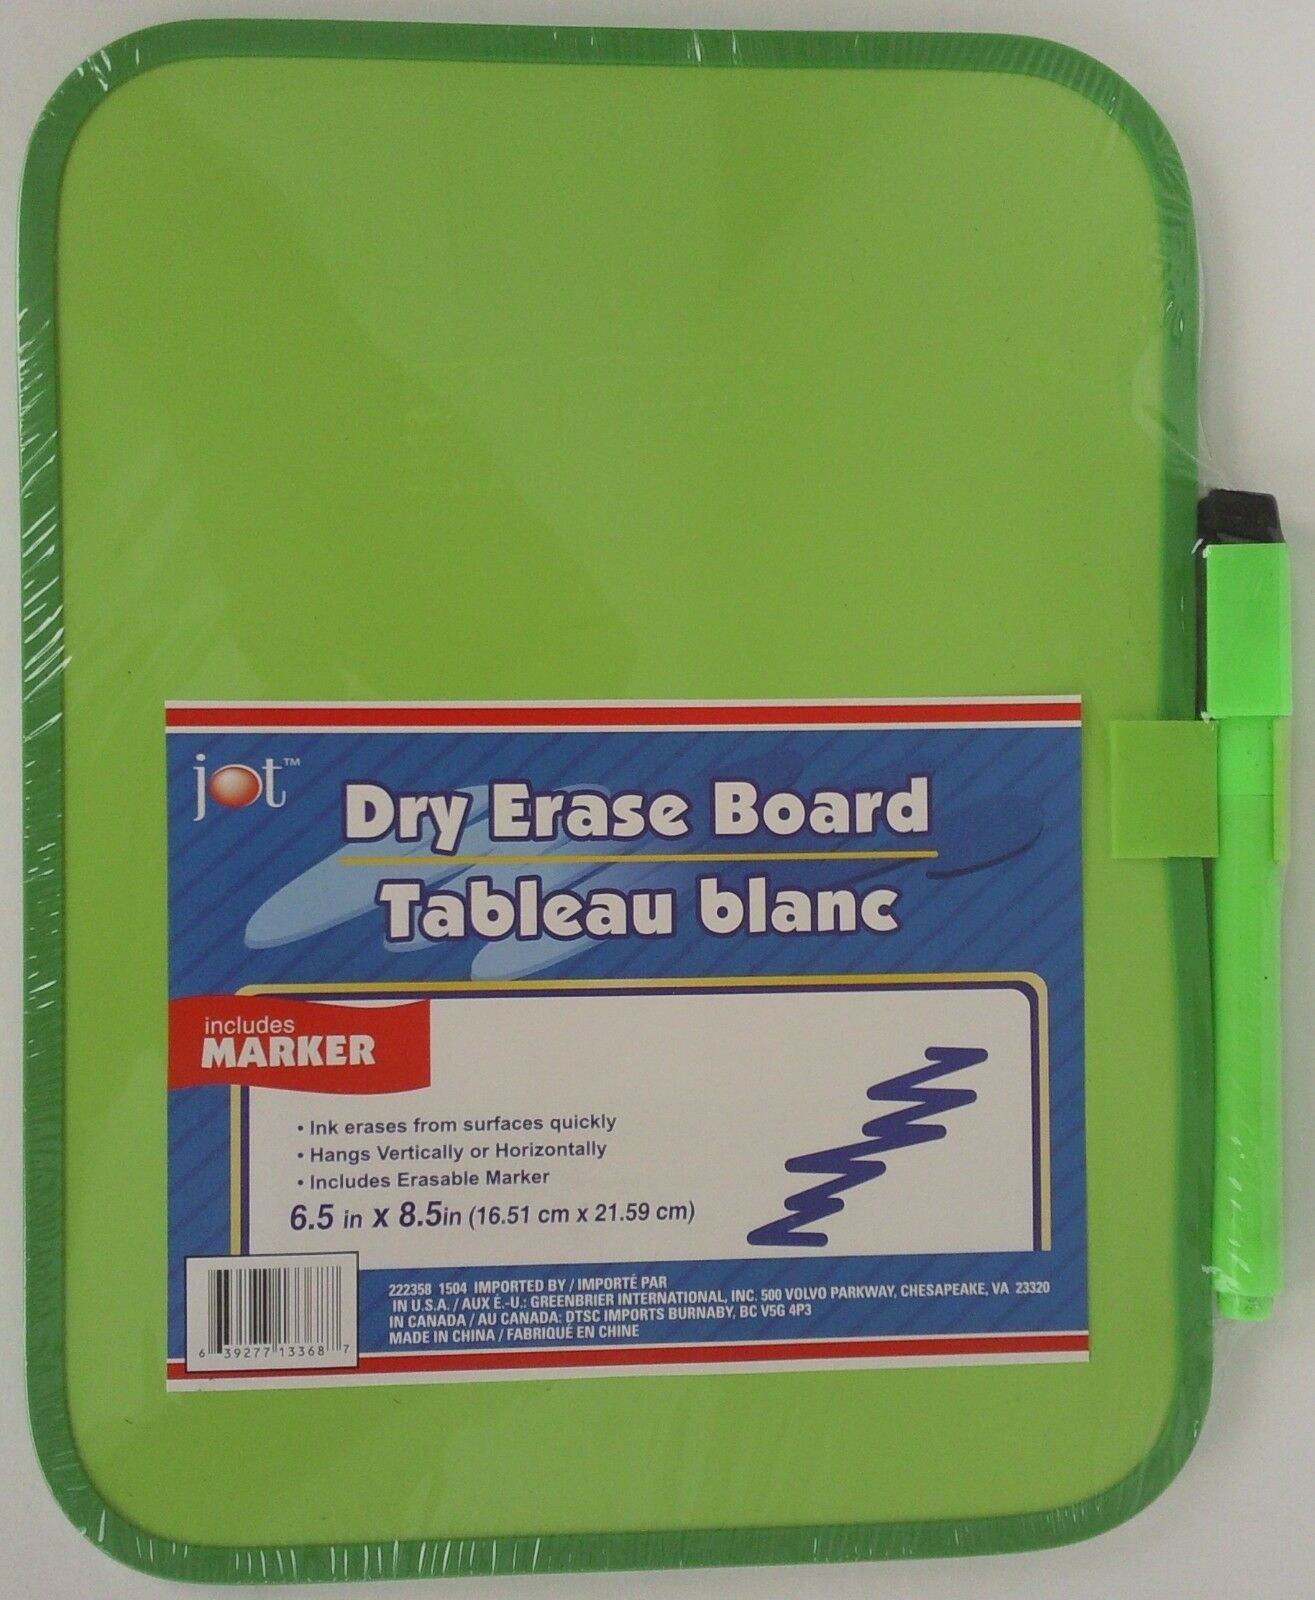 jot™
Dry Erase Board
Tableau blanc
includes
MARKER
• Ink erases from surfaces quickly
• Hangs Vertically or Horizontally
• Includes Erasable Marker
6.5 in x 8.5in (16.51 cm x 21.59 cm)
222358 1504 IMPORTED BY / IMPORTÉ PAR
IN U.S.A. / AUX É.-U.: GREENBRIER INTERNATIONAL, INC. 500 VOLVO PARKWAY, CHESAPEAKE, VA 23320
IN CANADA / AU CANADA: DTSC IMPORTS BURNABY, BC V5G 4P3
MADE IN CHINA / FABRIQUÉ EN CHINE
6 39277 13368 7